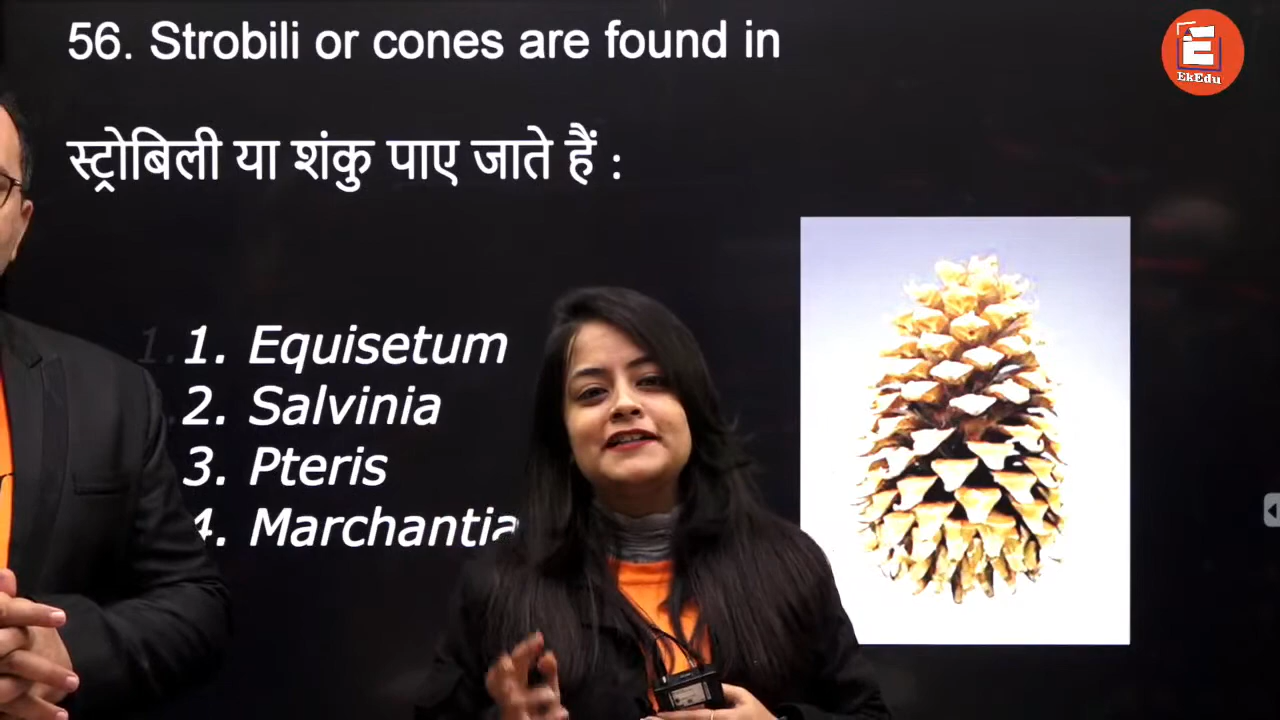 56. Strobili or cones are found in
EkEdu
स्ट्रोबिली या शंकु पाए जाते हैं :
1. Equisetum
2. Salvinia
3. Pteris
4. Marchantia